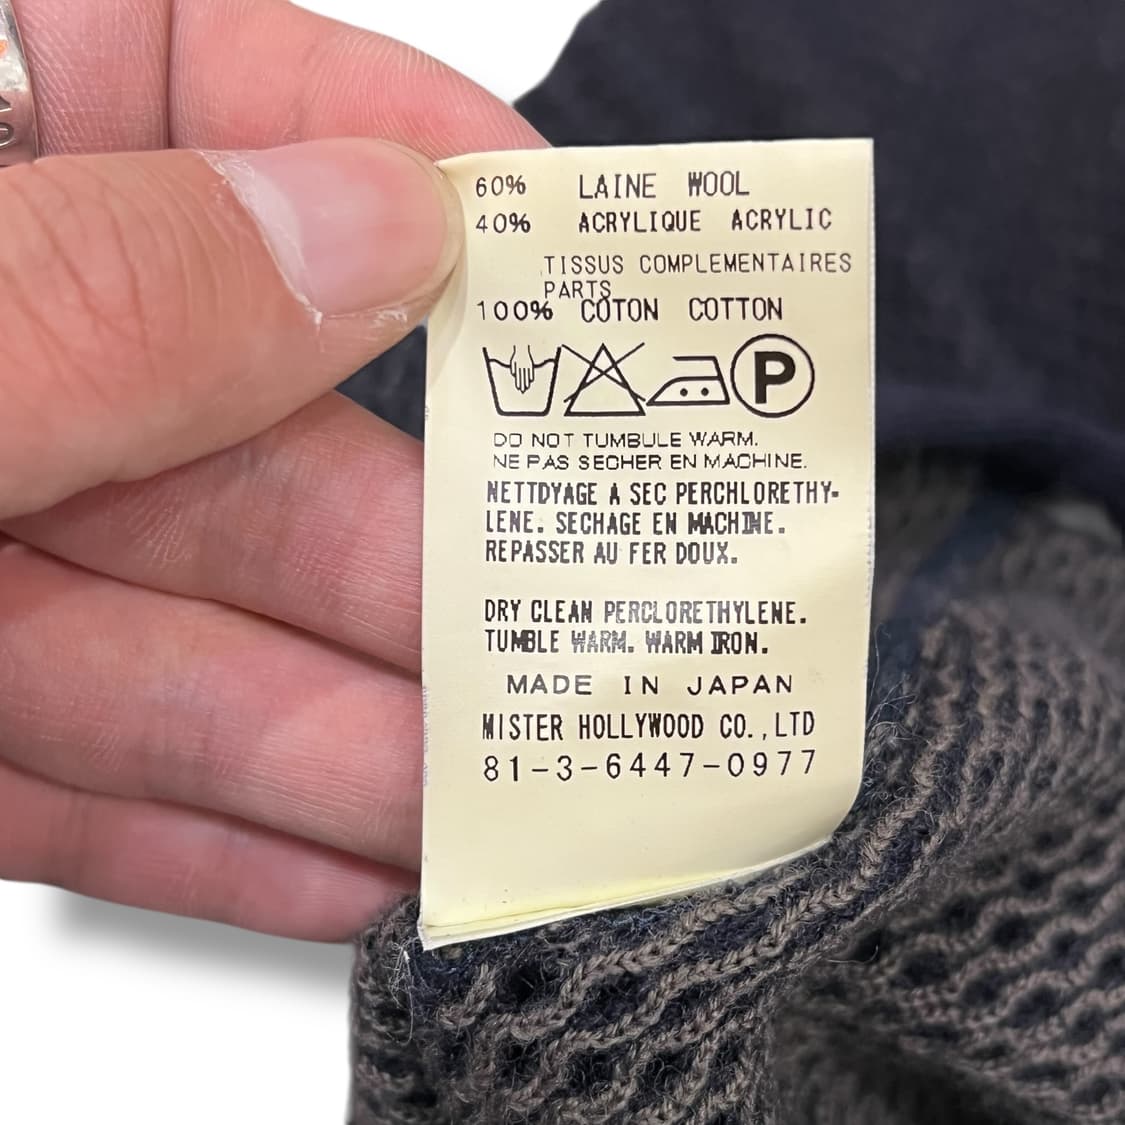 60% LAINE WOOL
40% ACRYLIQUE ACRYLIC
TISSUS COMPLEMENTAIRES
PARTS
100% COTON COTTON
P
DO NOT TUMBULE WARM.
NE PAS SECHER EN MACHINE.
NETTDYAGE A SEC PERCHLORETHY-
LENE. SECHAGE EN MACHINE.
REPASSER AU FER DOUX.
DRY CLEAN PERCLORETHYLENE.
TUMBLE WARM. WARM IRON.
MADE IN JAPAN
MISTER HOLLYWOOD CO.,LTD
81-3-6447-0977